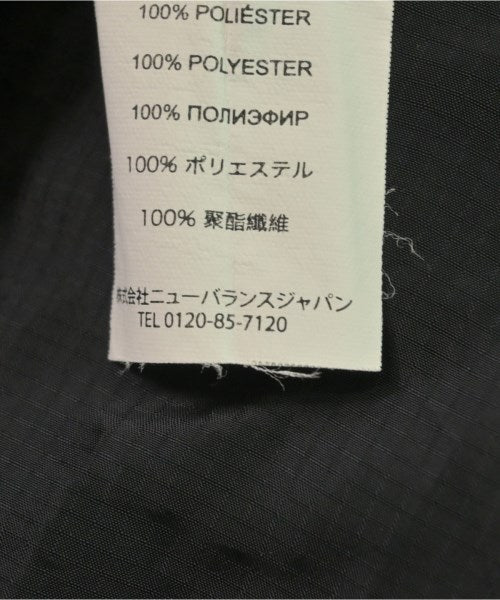 100% POLIÉSTER
100% POLYESTER
100% ПОЛИЭФИР
100% ポリエステル
100% 聚酯纖維
株式会社ニューバランスジャパン
TEL 0120-85-7120